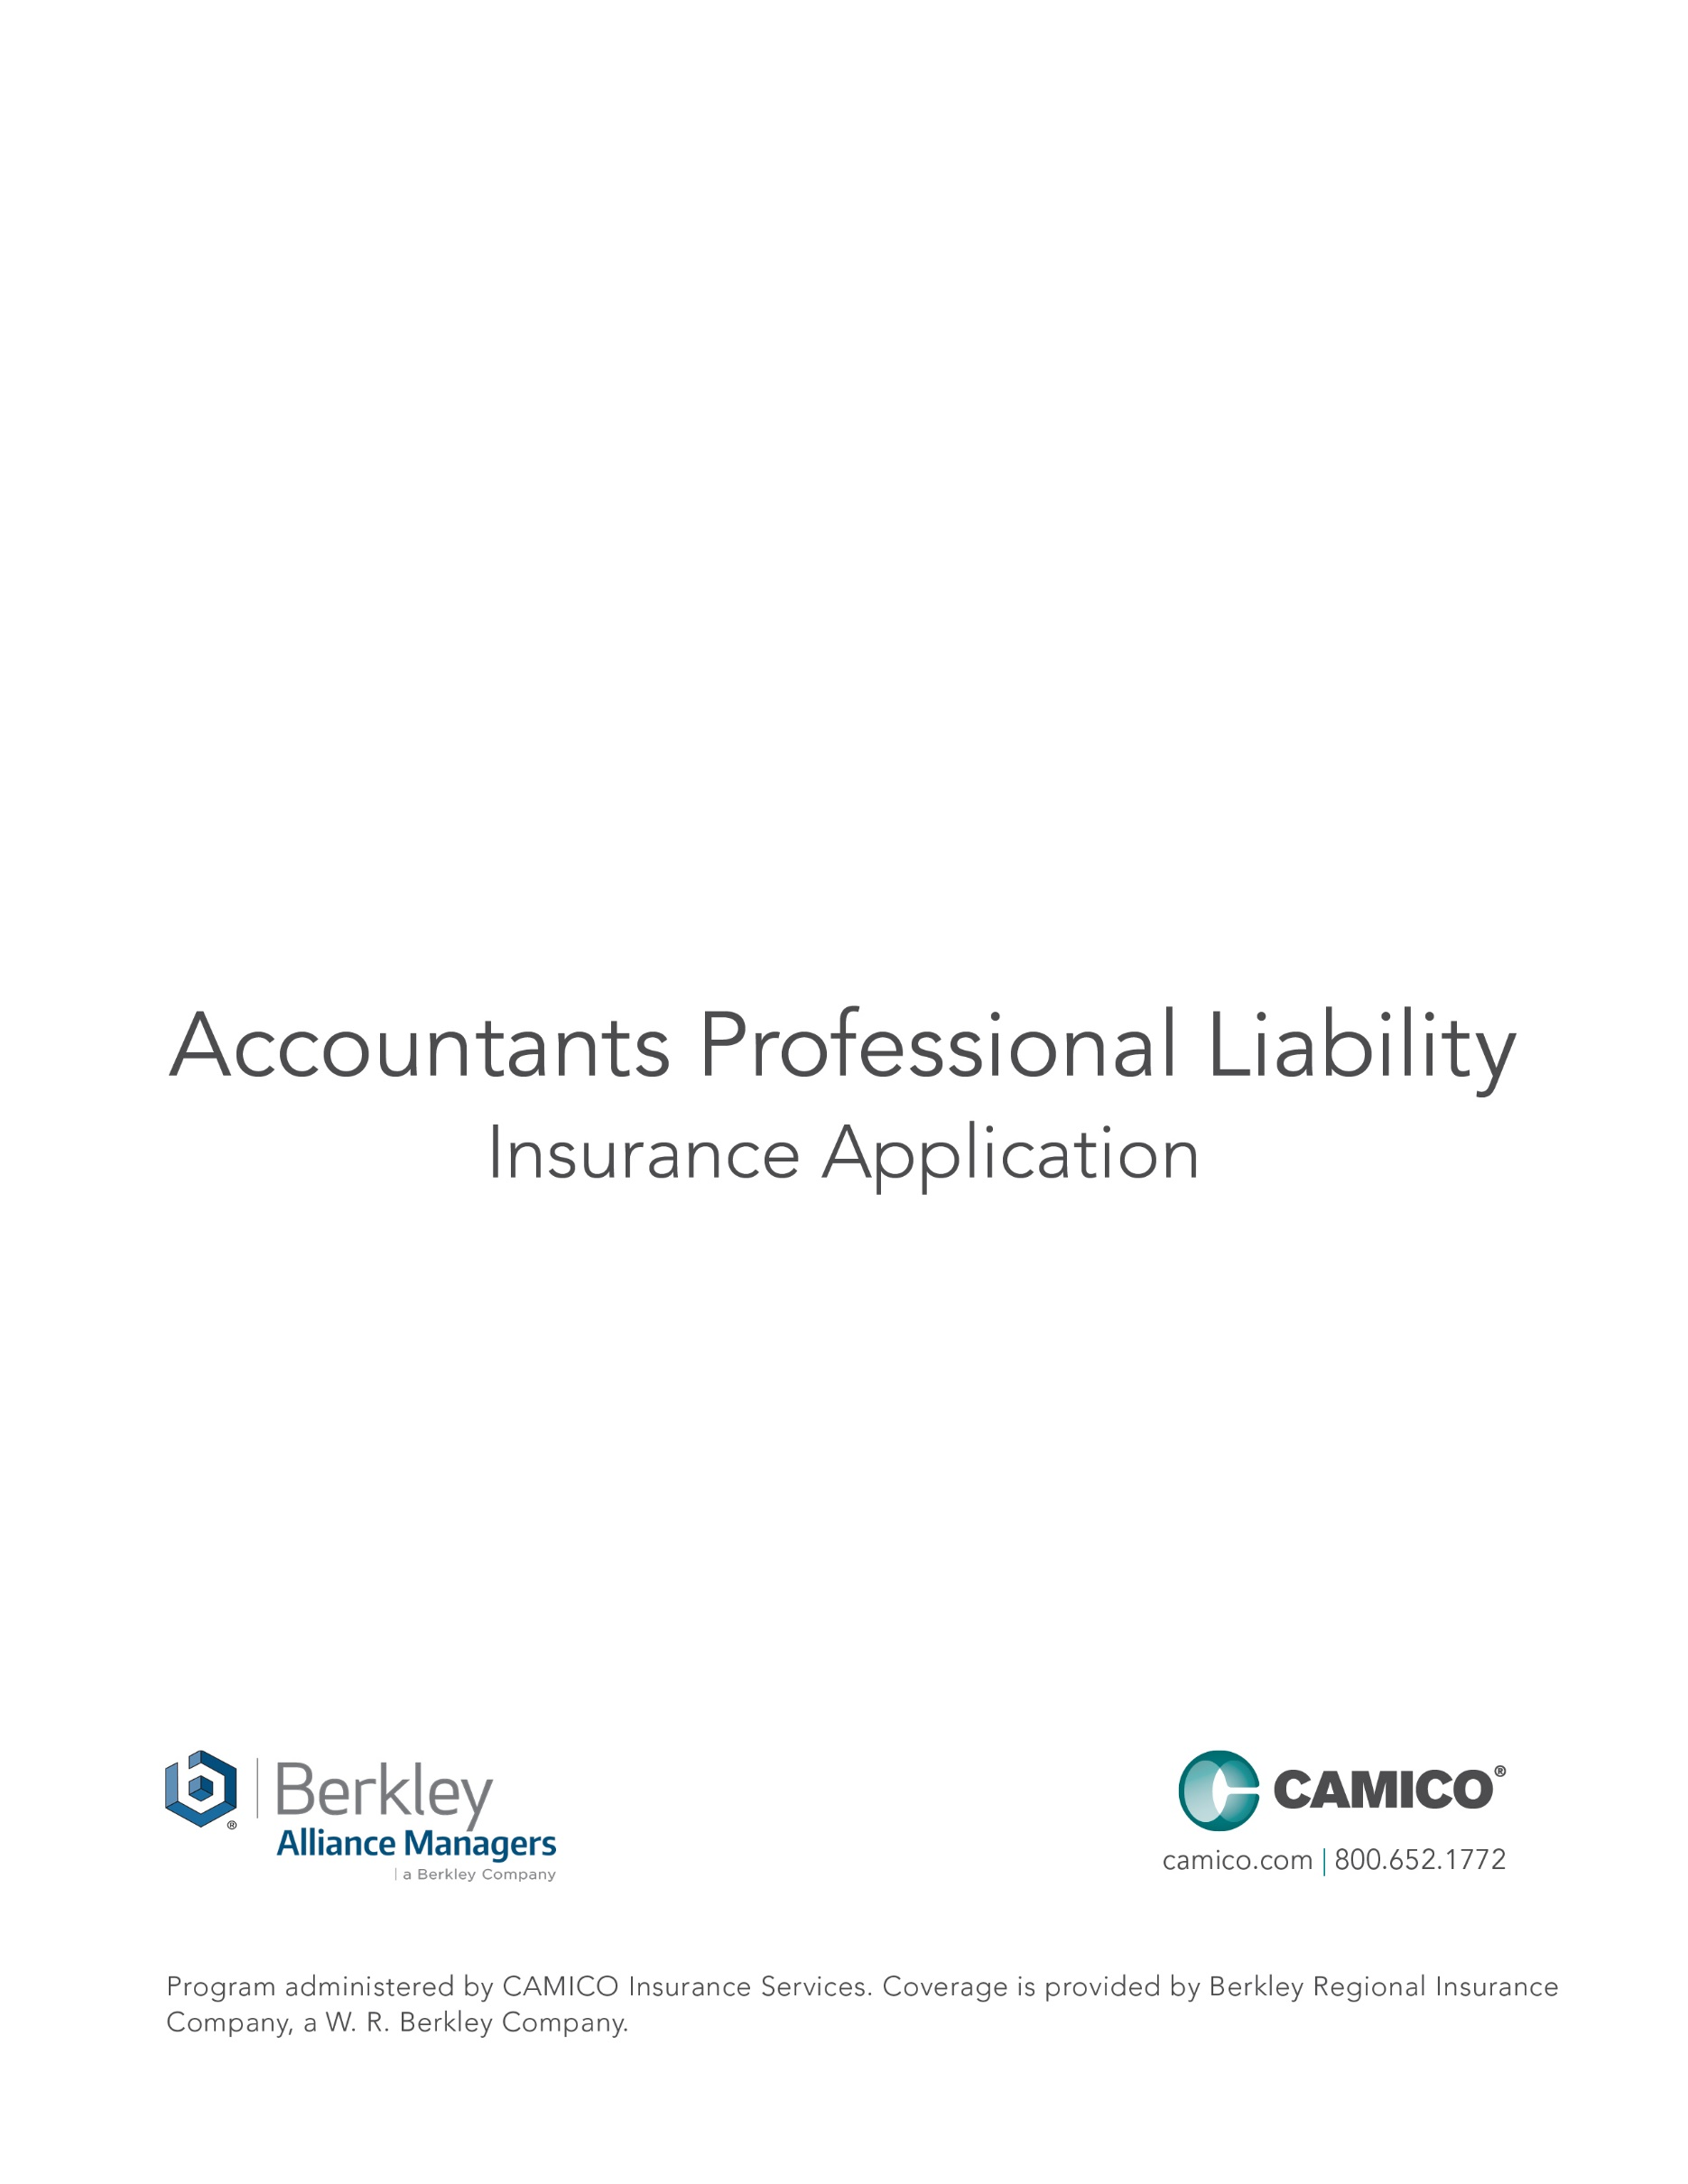 Accountants Professional Liability
Insurance Application
Berkley
®
Alliance Managers
| a Berkley Company
CAMICO®
camico.com | 800.652.1772
Program administered by CAMICO Insurance Services. Coverage is provided by Berkley Regional Insurance
Company, a W. R. Berkley Company.